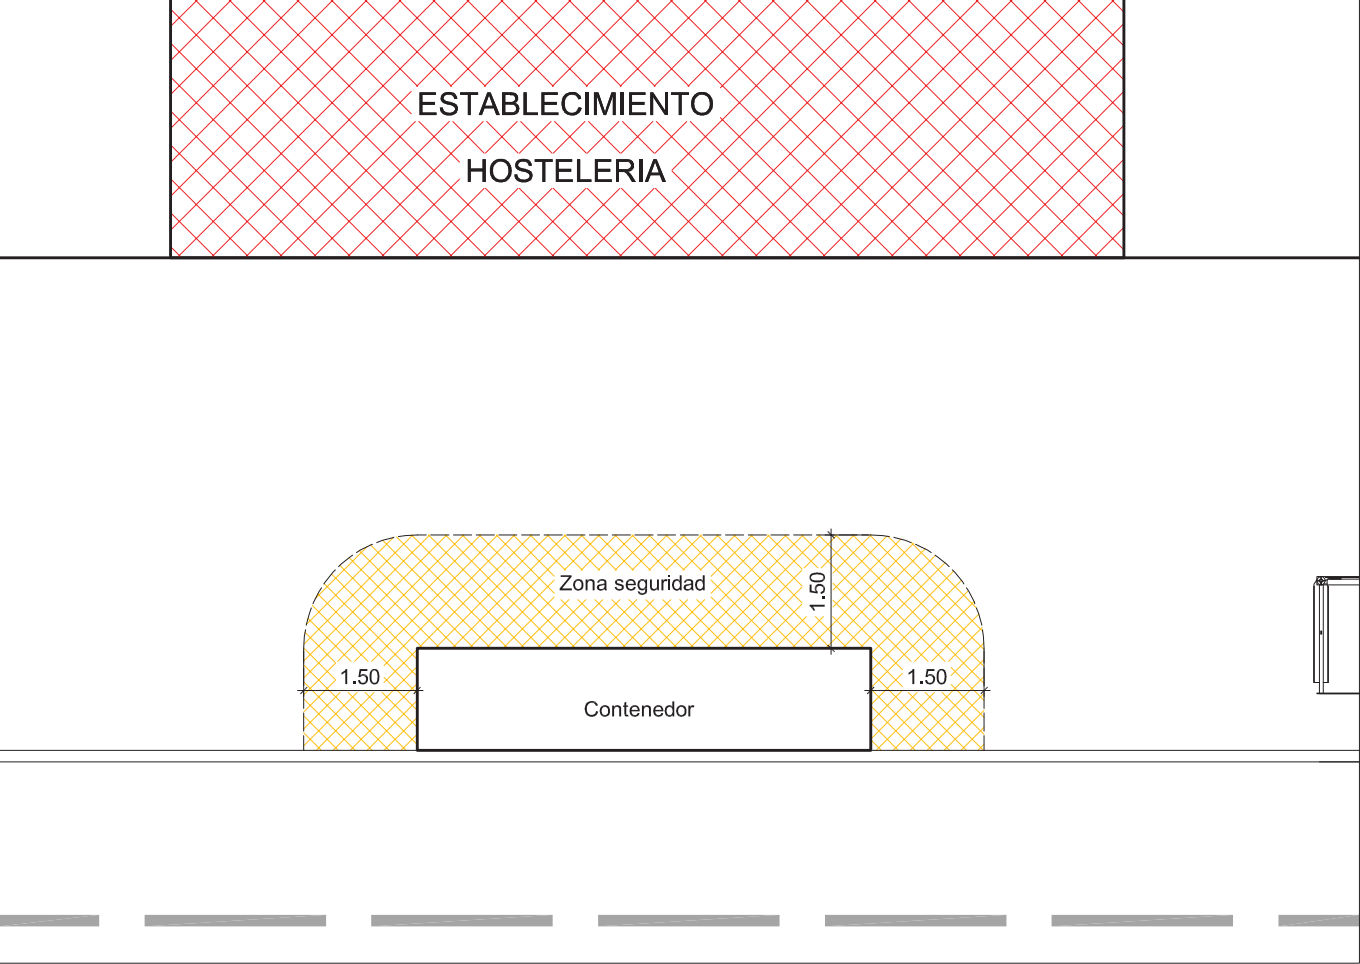 ESTABLECIMIENTO
HOSTELERIA
Zona seguridad
1.50
1.50
1.50
Contenedor